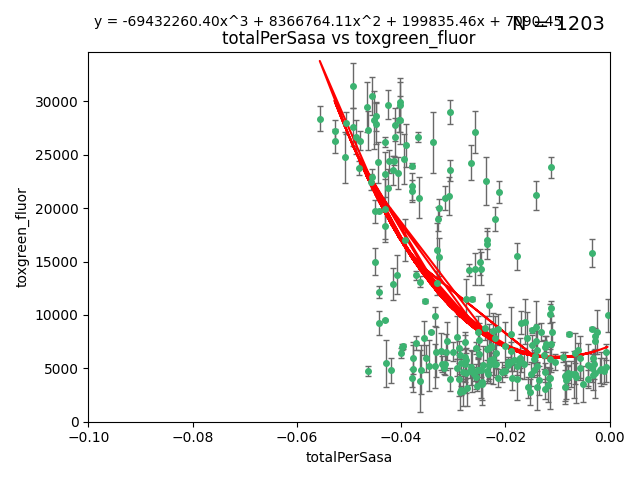 y = -69432260.40x^3 + 8366764.11x^2 + 199835.46x + 7090.45
N = 1203
totalPerSasa vs toxgreen_fluor
30000
25000
20000
15000
10000
5000
0
toxgreen_fluor
−0.10
−0.08
−0.06
−0.04
−0.02
0.00
totalPerSasa